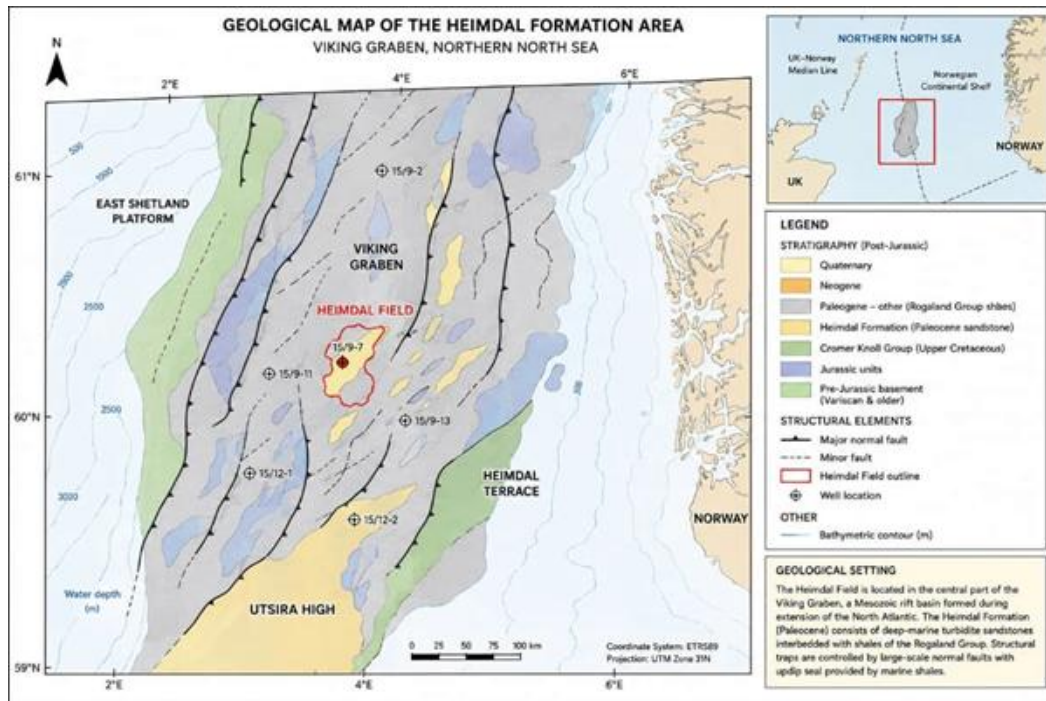 GEOLOGICAL MAP OF THE HEIMDAL FORMATION AREA
VIKING GRABEN, NORTHERN NORTH SEA
N
2°E
4°E
6°E
61°N
60°N
59°N
500
2500
2500
3000
EAST SHETLAND
PLATFORM
15/9-2
VIKING
GRABEN
HEIMDAL FIELD
15/9-7
15/9-11
15/9-13
15/12-1
HEIMDAL
TERRACE
15/12-2
NORWAY
Water depth
(m)
UTSIRA HIGH
0 25 50 75 100 km
Coordinate System: ETRS89
Projection: UTM Zone 31N
2°E
4°E
6°E
NORTHERN NORTH SEA
UK–Norway
Median Line
Norwegian
Continental Shelf
NORWAY
UK
LEGEND
STRATIGRAPHY (Post-Jurassic)
Quaternary
Neogene
Paleogene – other (Rogaland Group shbes)
Heimdal Formation (Paleocene sandstone)
Cromer Knoll Group (Upper Cretaceous)
Jurassic units
Pre-Jurassic basement
(Variscan & older)
STRUCTURAL ELEMENTS
Major normal fault
Minor fault
Heimdal Field outline
Well location
OTHER
Bathymetric contour (m)
GEOLOGICAL SETTING
The Heimdal Field is located in the central part of the
Viking Graben, a Mesozoic rift basin formed during
extension of the North Atlantic. The Heimdal Formation
(Paleocene) consists of deep-marine turbidite sandstones
interbedded with shales of the Rogaland Group. Structural
traps are controlled by large-scale normal faults with
updip seal provided by marine shales.